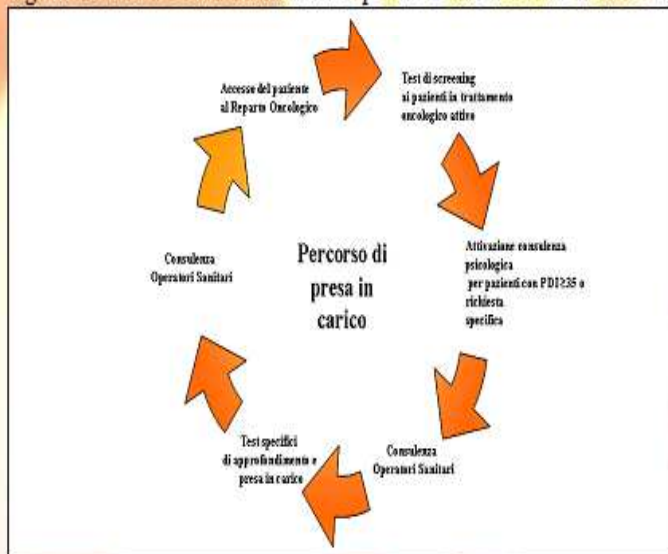 Accesso del paziente
al Reparto Oncologico
Test di screening
ai pazienti in trattamento
oncologico attivo
Attivazione consulenza
psicologica
per pazienti con PDI≥35 o
richiesta
specifica
Consulenza
Operatori Sanitari
Test specifici
di approfondimento e
presa in carico
Consulenza
Operatori Sanitari
Percorso di
presa in
carico